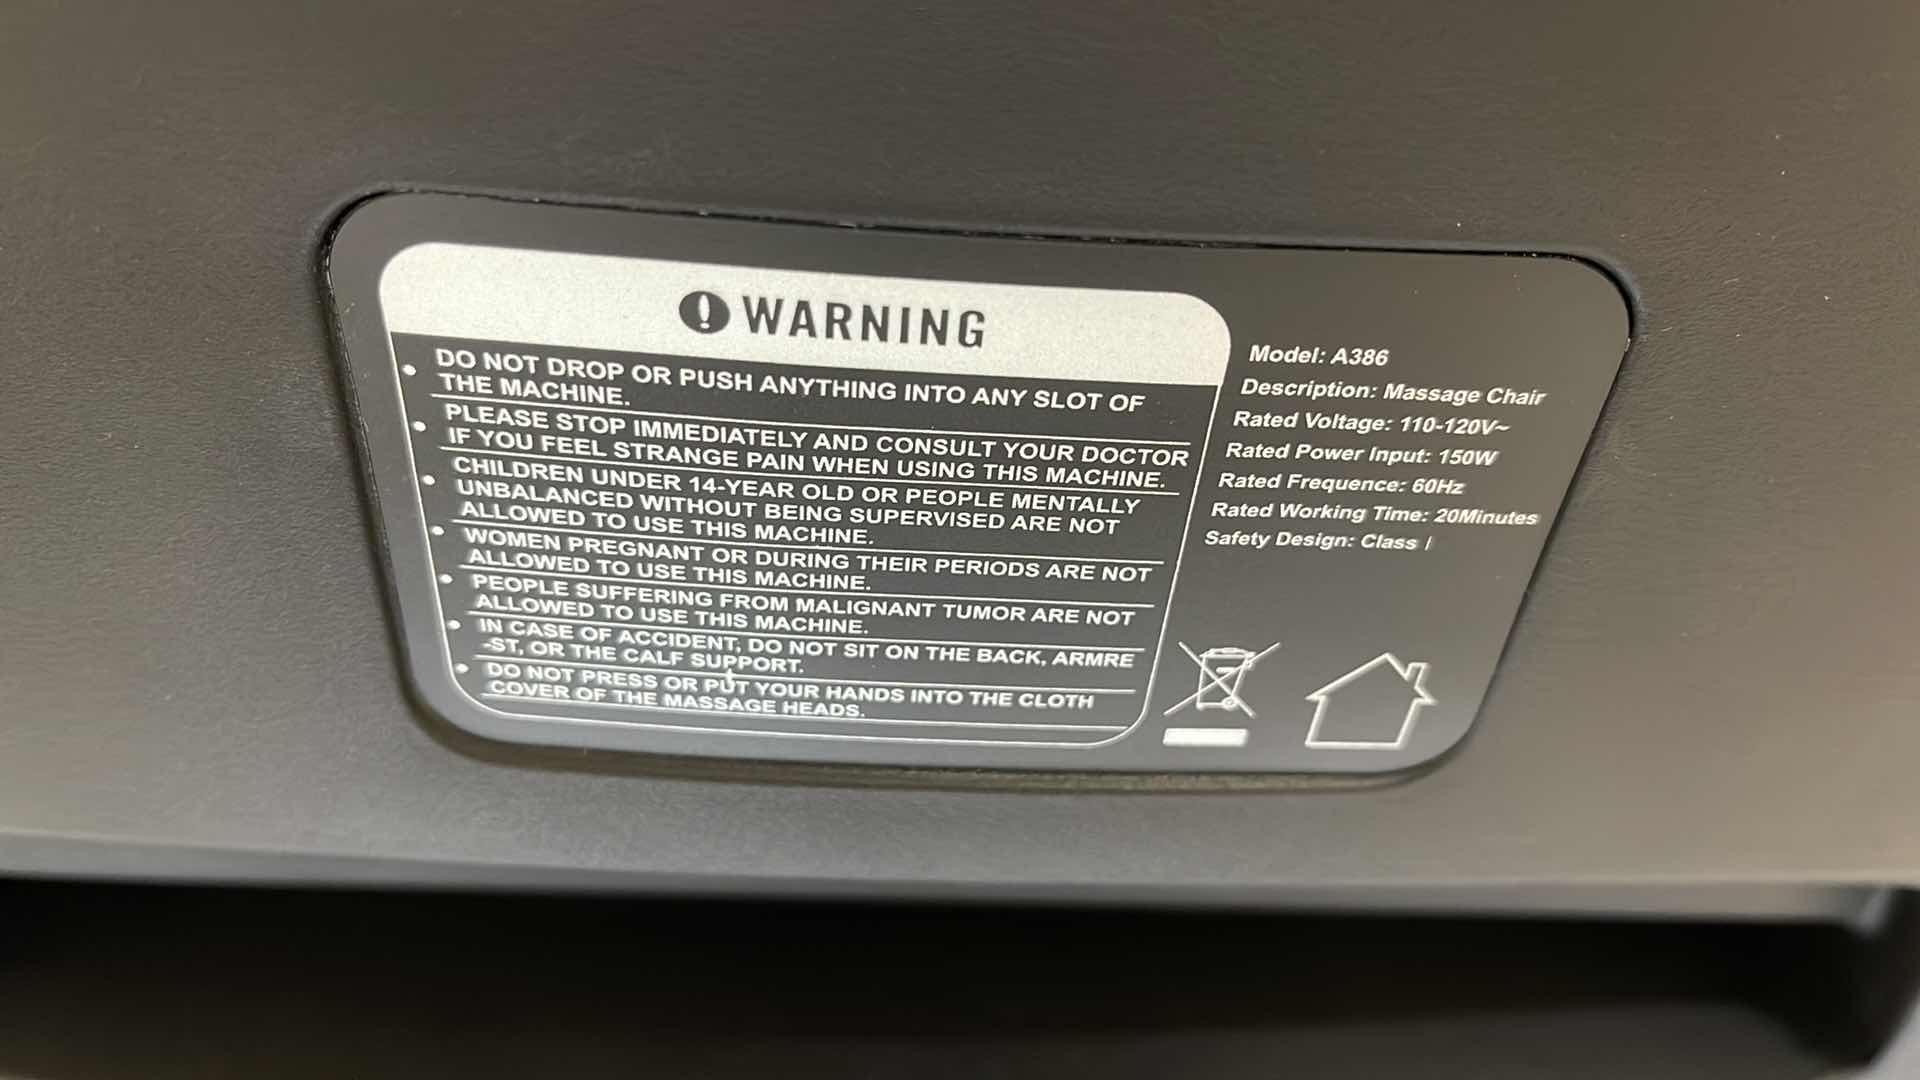 WARNING
• DO NOT DROP OR PUSH ANYTHING INTO ANY SLOT OF
THE MACHINE.
• PLEASE STOP IMMEDIATELY AND CONSULT YOUR DOCTOR
IF YOU FEEL STRANGE PAIN WHEN USING THIS MACHINE.
• CHILDREN UNDER 14-YEAR OLD OR PEOPLE MENTALLY
UNBALANCED WITHOUT BEING SUPERVISED ARE NOT
ALLOWED TO USE THIS MACHINE.
• WOMEN PREGNANT OR DURING THEIR PERIODS ARE NOT
ALLOWED TO USE THIS MACHINE.
• PEOPLE SUFFERING FROM MALIGNANT TUMOR ARE NOT
ALLOWED TO USE THIS MACHINE.
• IN CASE OF ACCIDENT, DO NOT SIT ON THE BACK, ARMRE
-ST, OR THE CALF SUPPORT.
• DO NOT PRESS OR PUT YOUR HANDS INTO THE CLOTH
COVER OF THE MASSAGE HEADS.
Model: A386
Description: Massage Chair
Rated Voltage: 110-120V~
Rated Power Input: 150W
Rated Frequence: 60Hz
Rated Working Time: 20Minutes
Safety Design: Class I